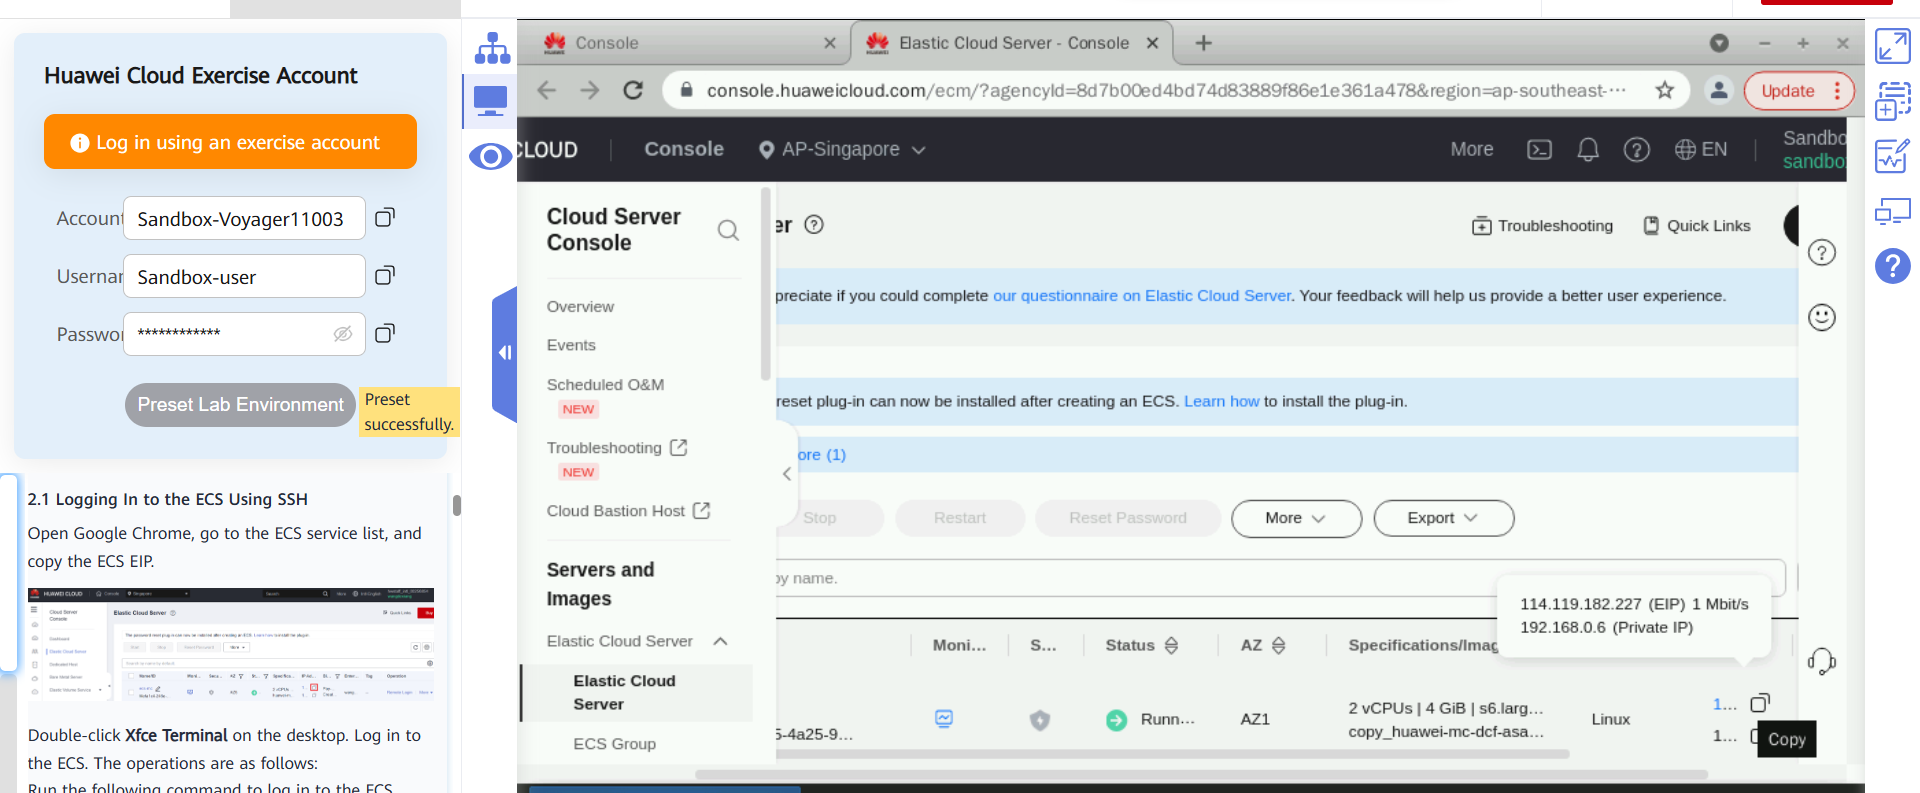 Huawei Cloud Exercise Account
Log in using an exercise account
Account
Sandbox-Voyager11003
Usernar
Sandbox-user
Passwor
************
Preset Lab Environment
Preset
successfully.
2.1 Logging In to the ECS Using SSH
Open Google Chrome, go to the ECS service list, and
copy the ECS EIP.
HUAWEI CLOUD
Elastic Cloud Server
Double-click Xfce Terminal on the desktop. Log in to
the ECS. The operations are as follows:
Run the following command to log in to the ECS
Console
Elastic Cloud Server - Console
console.huaweicloud.com/ecm/?agencyId=8d7b00ed4bd74d83889f86e1e361a478&region=ap-southeast-···
Update
CLOUD
Console
AP-Singapore
More
EN
Sandbo
sandbo
Cloud Server
Console
Overview
Events
Scheduled O&M
NEW
Troubleshooting
NEW
Cloud Bastion Host
Servers and
Images
Elastic Cloud Server
Elastic Cloud
Server
ECS Group
er
Troubleshooting
Quick Links
preciate if you could complete our questionnaire on Elastic Cloud Server. Your feedback will help us provide a better user experience.
reset plug-in can now be installed after creating an ECS. Learn how to install the plug-in.
ore (1)
Stop
Restart
Reset Password
More
Export
by name.
114.119.182.227 (EIP) 1 Mbit/s
192.168.0.6 (Private IP)
Moni...
S...
Status
AZ
Specifications/Imag
5-4a25-9...
Runn...
AZ1
2 vCPUs | 4 GiB | s6.larg...
copy_huawei-mc-dcf-asa...
Linux
1...
1...
Copy